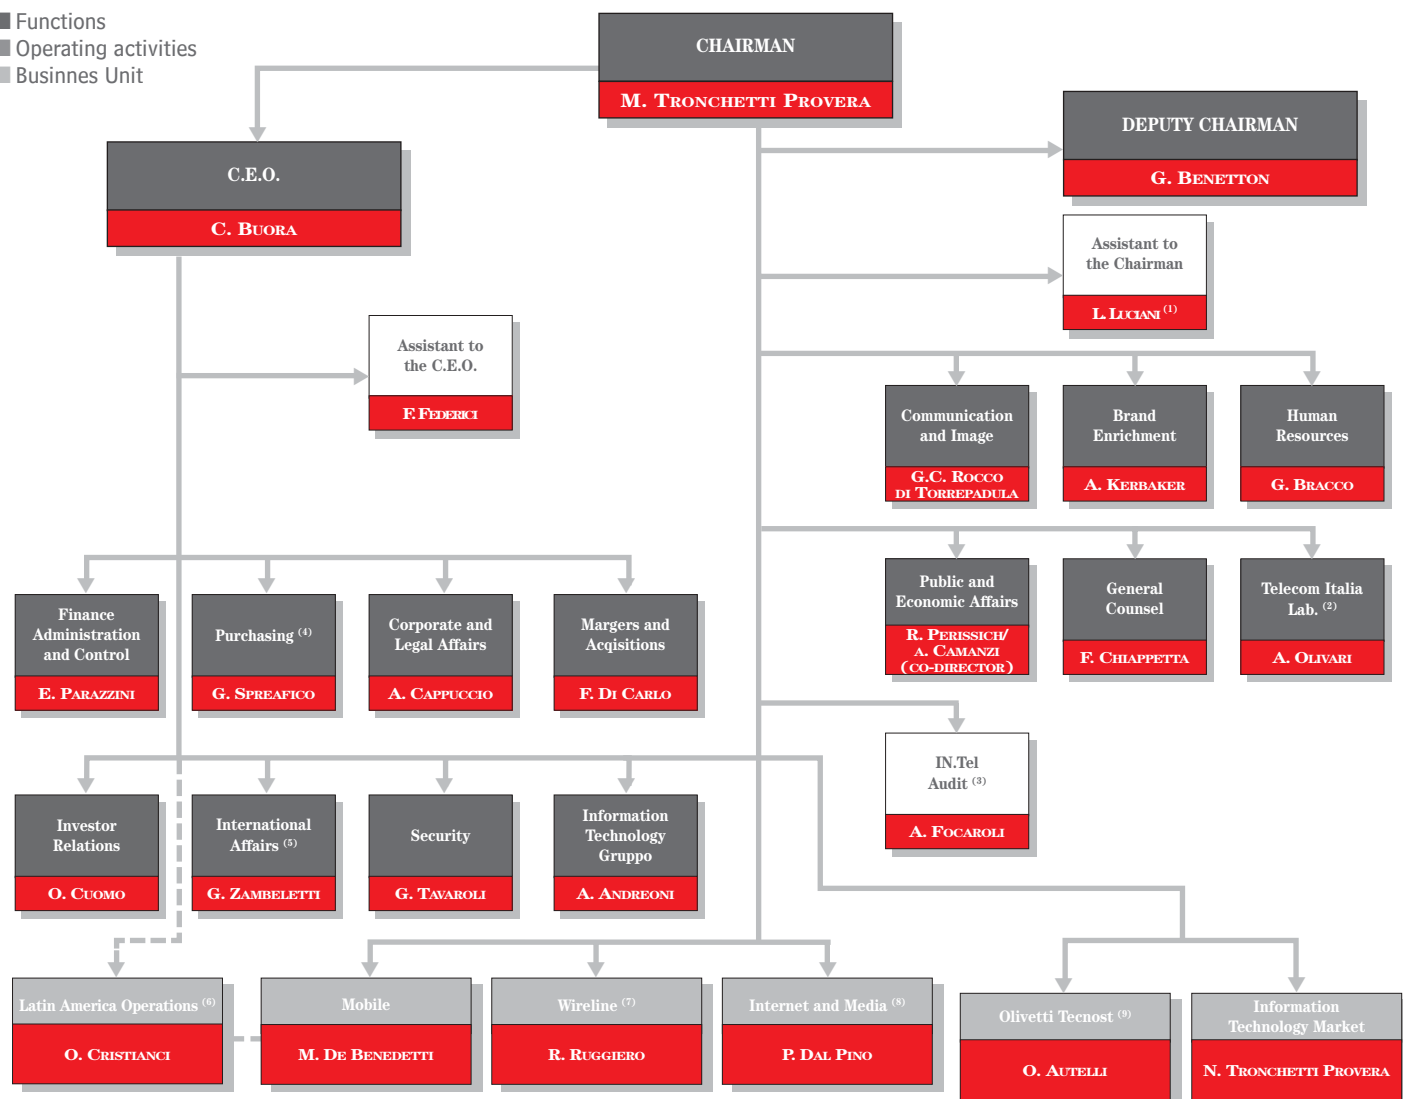 Functions
Operating activities
Businnes Unit
CHAIRMAN
M. TRONCHETTI PROVERA
DEPUTY CHAIRMAN
G. BENETTON
C.E.O.
C. BUORA
Assistant to
the Chairman
L. LUCIANI (1)
Assistant to
the C.E.O.
F. FEDERICI
Communication
and Image
G.C. ROCCO
DI TORREPADULA
Brand
Enrichment
A. KERBAKER
Human
Resources
G. BRACCO
Public and
Economic Affairs
R. PERISSICH/
A. CAMANZI
(CO-DIRECTOR)
General
Counsel
F. CHIAPPETTA
Telecom Italia
Lab. (2)
A. OLIVARI
Finance
Administration
and Control
E. PARAZZINI
Purchasing (4)
G. SPREAFICO
Corporate and
Legal Affairs
A. CAPPUCCIO
Margers and
Acqisitions
F. DI CARLO
IN.Tel
Audit (3)
A. FOCAROLI
Investor
Relations
O. CUOMO
International
Affairs (5)
G. ZAMBELETTI
Security
G. TAVAROLI
Information
Technology
Gruppo
A. ANDREONI
Latin America Operations (6)
O. CRISTIANCI
Mobile
M. DE BENEDETTI
Wireline (7)
R. RUGGIERO
Internet and Media (8)
P. DAL PINO
Olivetti Tecnost (9)
O. AUTELLI
Information
Technology Market
N. TRONCHETTI PROVERA